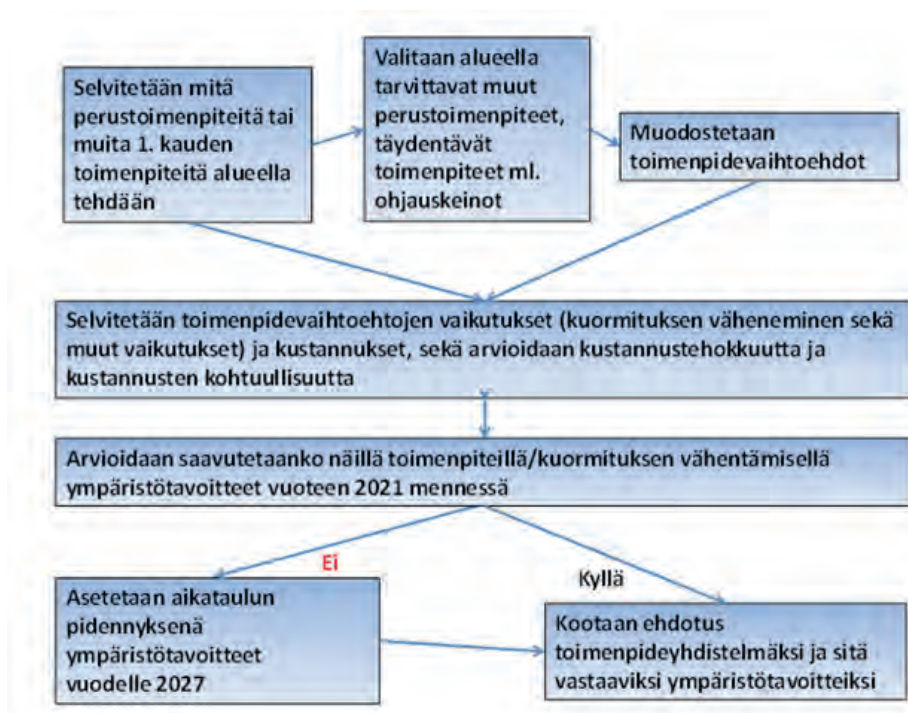 Selvitetään mitä
perustoimenpiteitä tai
muita 1. kauden
toimenpiteitä alueella
tehdään
Valitaan alueella
tarvittavat muut
perustoimenpiteet,
täydentävät
toimenpiteet ml.
ohjauskeinot
Muodostetaan
toimenpidevaihtoehdot
Selvitetään toimenpidevaihtoehtojen vaikutukset (kuormituksen väheneminen sekä
muut vaikutukset) ja kustannukset, sekä arvioidaan kustannustehokkuutta ja
kustannusten kohtuullisuutta
Arvioidaan saavutetaanko näillä toimenpiteillä/kuormituksen vähentämisellä
ympäristötavoitteet vuoteen 2021 mennessä
Ei
Kyllä
Asetetaan aikataulun
pidennyksenä
ympäristötavoitteet
vuodelle 2027
Kootaan ehdotus
toimenpideyhdistelmäksi ja sitä
vastaaviksi ympäristötavoitteiksi